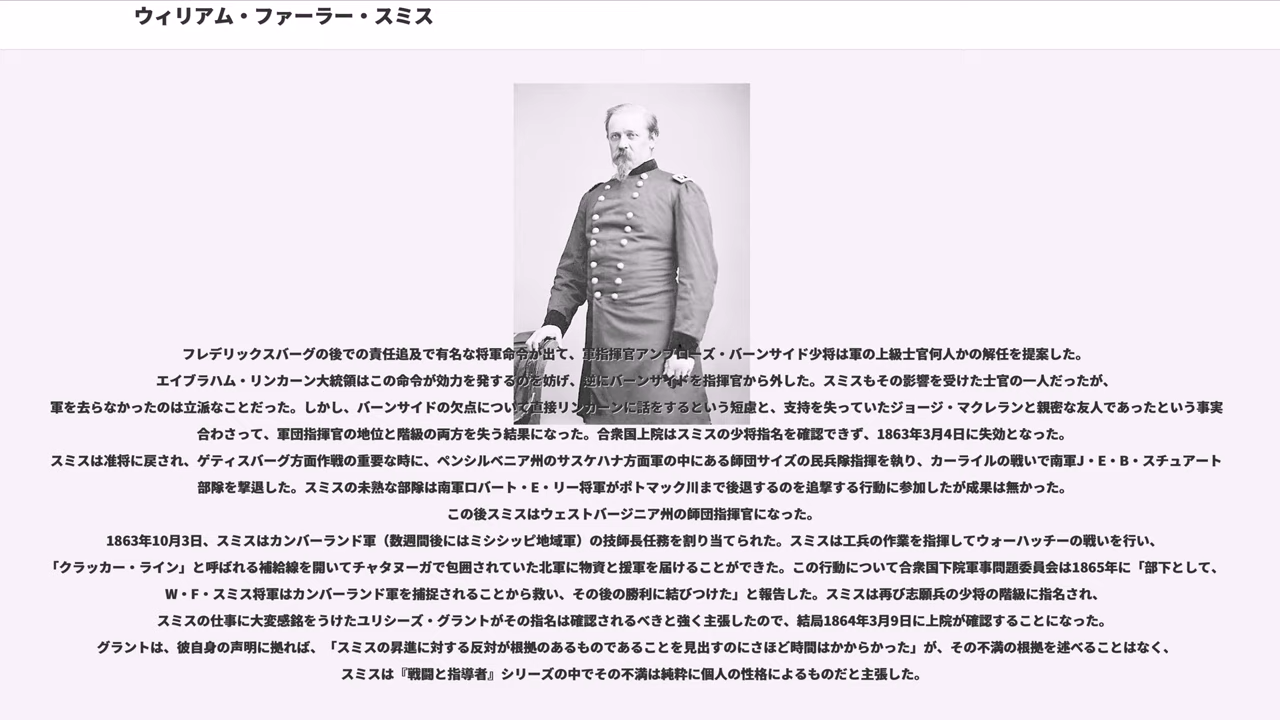 ウィリアム・ファーラー・スミス
フレデリックスバーグの後での責任追及で有名な将軍命令が出て、軍指揮官アンブローズ・バーンサイド少将は軍の上級士官何人かの解任を提案した。
エイブラハム・リンカーン大統領はこの命令が効力を発するのを妨げ、逆にバーンサイドを指揮官から外した。スミスもその影響を受けた士官の一人だったが、
軍を去らなかったのは立派なことだった。しかし、バーンサイドの欠点について直接リンカーンに話をするという短慮と、支持を失っていたジョージ・マクレランと親密な友人であったという事実
合わさって、軍団指揮官の地位と階級の両方を失う結果になった。合衆国上院はスミスの少将指名を確認できず、1863年3月4日に失効となった。
スミスは准将に戻され、ゲティスバーグ方面作戦の重要な時に、ペンシルベニア州のサスケハナ方面軍の中にある師団サイズの民兵隊指揮を執り、カーライルの戦いで南軍J・E・B・スチュアート
部隊を撃退した。スミスの未熟な部隊は南軍ロバート・E・リー将軍がポトマック川まで後退するのを追撃する行動に参加したが成果は無かった。
この後スミスはウェストバージニア州の師団指揮官になった。
1863年10月3日、スミスはカンバーランド軍（数週間後にはミシシッピ地域軍）の技師長任務を割り当てられた。スミスは工兵の作業を指揮してウォーハッチーの戦いを行い、
「クラッカー・ライン」と呼ばれる補給線を開いてチャタヌーガで包囲されていた北軍に物資と援軍を届けることができた。この行動について合衆国下院軍事問題委員会は1865年に「部下として、
W・F・スミス将軍はカンバーランド軍を捕捉されることから救い、その後の勝利に結びつけた」と報告した。スミスは再び志願兵の少将の階級に指名され、
スミスの仕事に大変感銘をうけたユリシーズ・グラントがその指名は確認されるべきと強く主張したので、結局1864年3月9日に上院が確認することになった。
グラントは、彼自身の声明に拠れば、「スミスの昇進に対する反対が根拠のあるものであることを見出すのにさほど時間はかからかった」が、その不満の根拠を述べることはなく、
スミスは『戦闘と指導者』シリーズの中でその不満は純粋に個人の性格によるものだと主張した。